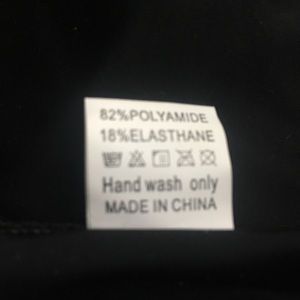 82%POLYAMIDE
18%ELASTHANE
Hand wash only
MADE IN CHINA